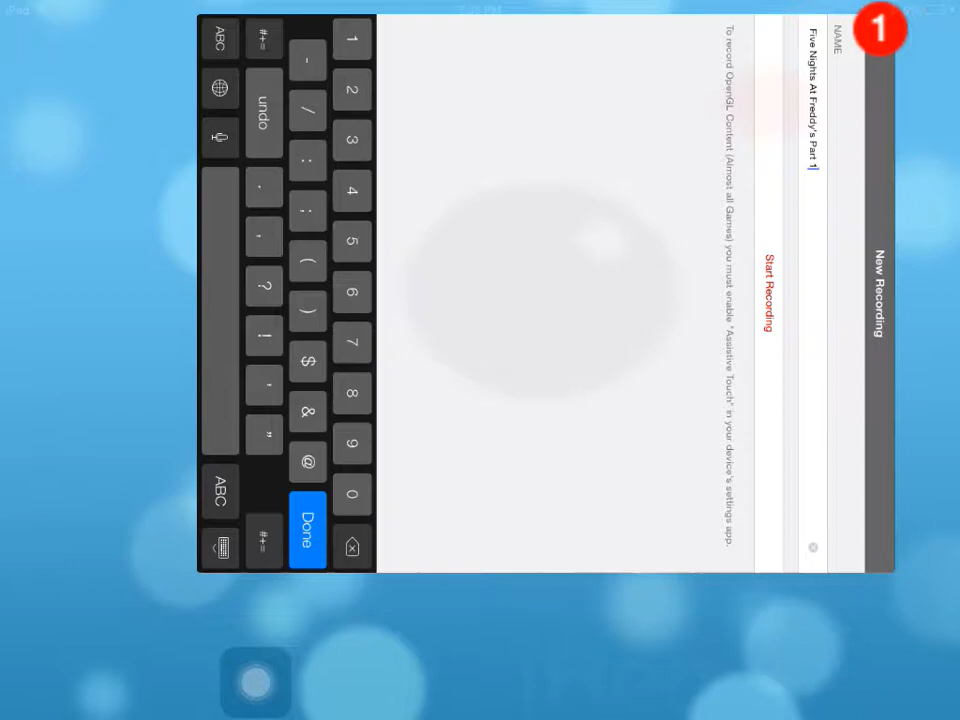 iPad
1
New Recording
NAME
Five Nights At Freddy's Part 1
Start Recording
To record OpenGL Content (Almost all Games) you must enable "Assistive Touch" in your device's settings app.
1 2 3 4 5 6 7 8 9 0
- / : ; ( ) $ & @ Done
#+= undo . , ? ! ' " #+=
ABC ABC